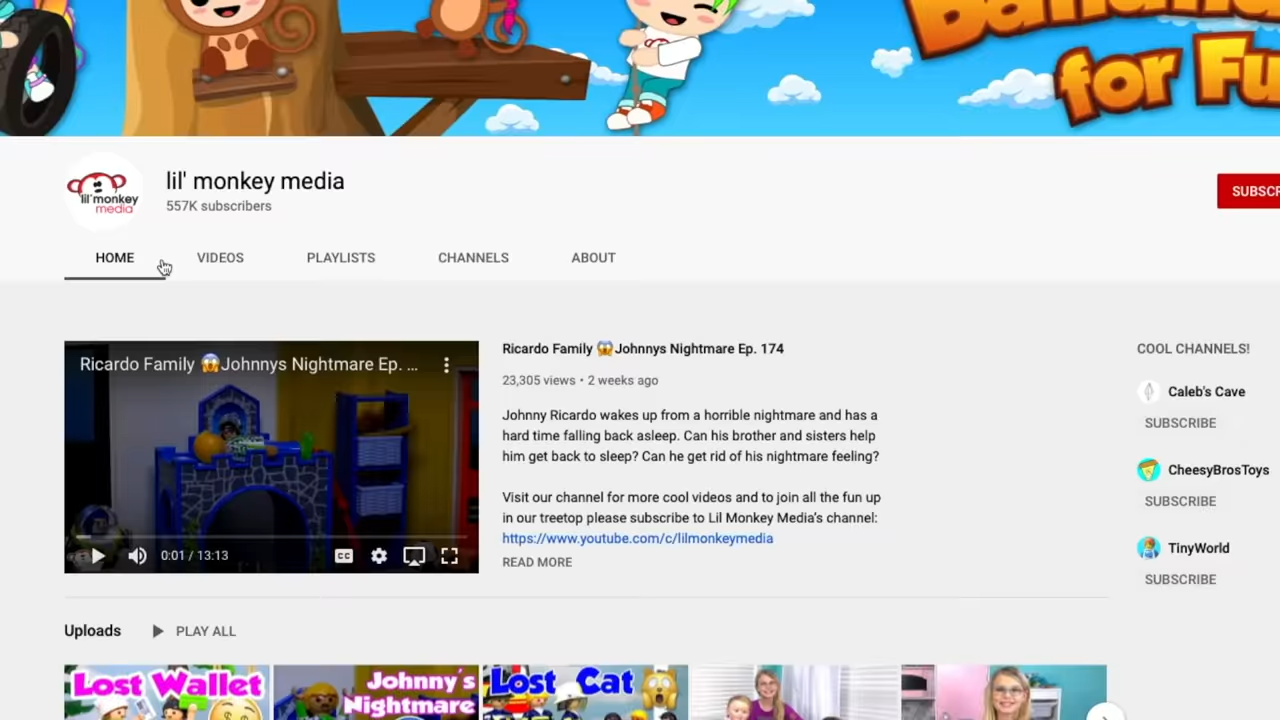 for Fu
lil' monkey
media
lil' monkey media
557K subscribers
SUBSCR
HOME
VIDEOS
PLAYLISTS
CHANNELS
ABOUT
Ricardo Family 😱Johnnys Nightmare Ep. ...
0:01 / 13:13
CC
Ricardo Family 😱Johnnys Nightmare Ep. 174
23,305 views • 2 weeks ago
Johnny Ricardo wakes up from a horrible nightmare and has a
hard time falling back asleep. Can his brother and sisters help
him get back to sleep? Can he get rid of his nightmare feeling?
Visit our channel for more cool videos and to join all the fun up
in our treetop please subscribe to Lil Monkey Media's channel:
https://www.youtube.com/c/lilmonkeymedia
READ MORE
COOL CHANNELS!
Caleb's Cave
SUBSCRIBE
CheesyBrosToys
SUBSCRIBE
TinyWorld
SUBSCRIBE
Uploads
PLAY ALL
Lost Wallet
Johnny's
Nightmare
Lost Cat